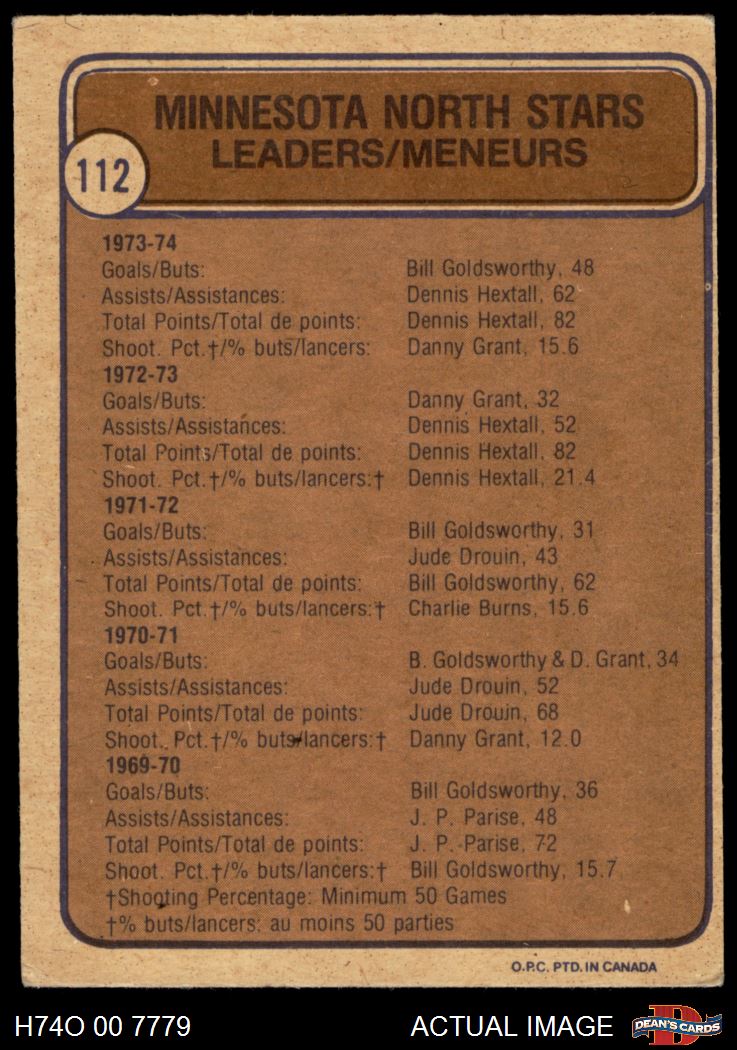 MINNESOTA NORTH STARS
LEADERS/MENEURS
112
1973-74
Goals/Buts: Bill Goldsworthy, 48
Assists/Assistances: Dennis Hextall, 62
Total Points/Total de points: Dennis Hextall, 82
Shoot. Pct.†/% buts/lancers: Danny Grant, 15.6
1972-73
Goals/Buts: Danny Grant, 32
Assists/Assistances: Dennis Hextall, 52
Total Points/Total de points: Dennis Hextall, 82
Shoot. Pct.†/% buts/lancers:† Dennis Hextall, 21.4
1971-72
Goals/Buts: Bill Goldsworthy, 31
Assists/Assistances: Jude Drouin, 43
Total Points/Total de points: Bill Goldsworthy, 62
Shoot. Pct.†/% buts/lancers:† Charlie Burns, 15.6
1970-71
Goals/Buts: B. Goldsworthy & D. Grant, 34
Assists/Assistances: Jude Drouin, 52
Total Points/Total de points: Jude Drouin, 68
Shoot. Pct.†/% buts/lancers:† Danny Grant, 12.0
1969-70
Goals/Buts: Bill Goldsworthy, 36
Assists/Assistances: J. P. Parise, 48
Total Points/Total de points: J. P. Parise, 72
Shoot. Pct.†/% buts/lancers:† Bill Goldsworthy, 15.7
†Shooting Percentage: Minimum 50 Games
†% buts/lancers: au moins 50 parties
O.P.C. PTD. IN CANADA
H74O 00 7779 ACTUAL IMAGE
D
DEAN'S CARDS